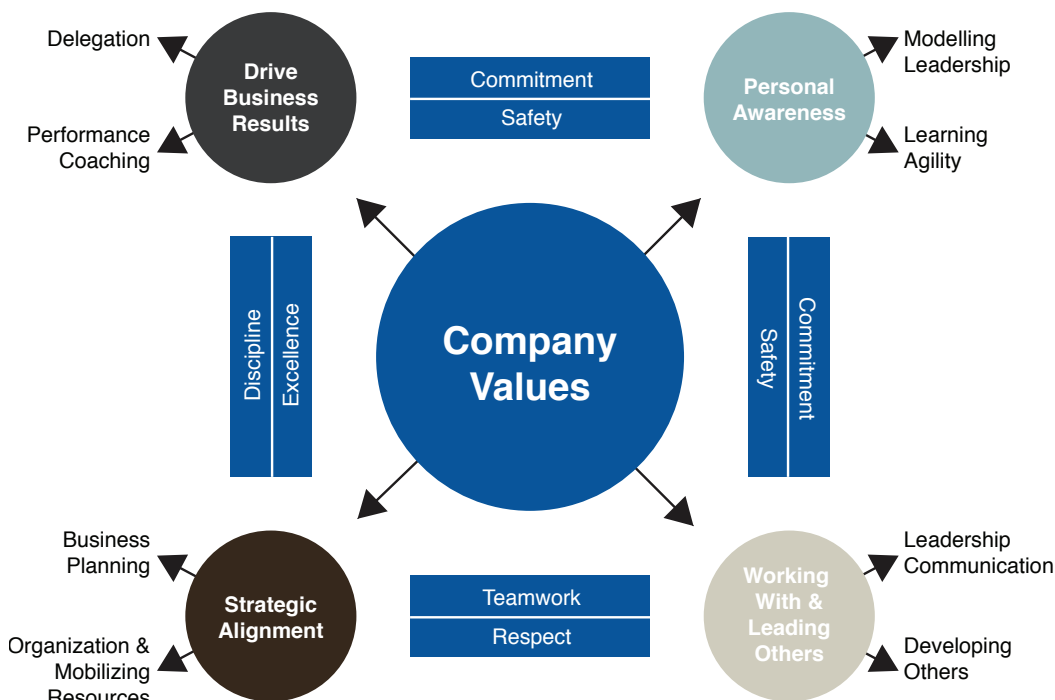 Delegation
Performance
Coaching
Drive
Business
Results
Commitment
Safety
Personal
Awareness
Modelling
Leadership
Learning
Agility
Discipline
Excellence
Company
Values
Commitment
Safety
Business
Planning
Organization &
Mobilizing
Resources
Strategic
Alignment
Teamwork
Respect
Working
With &
Leading
Others
Leadership
Communication
Developing
Others